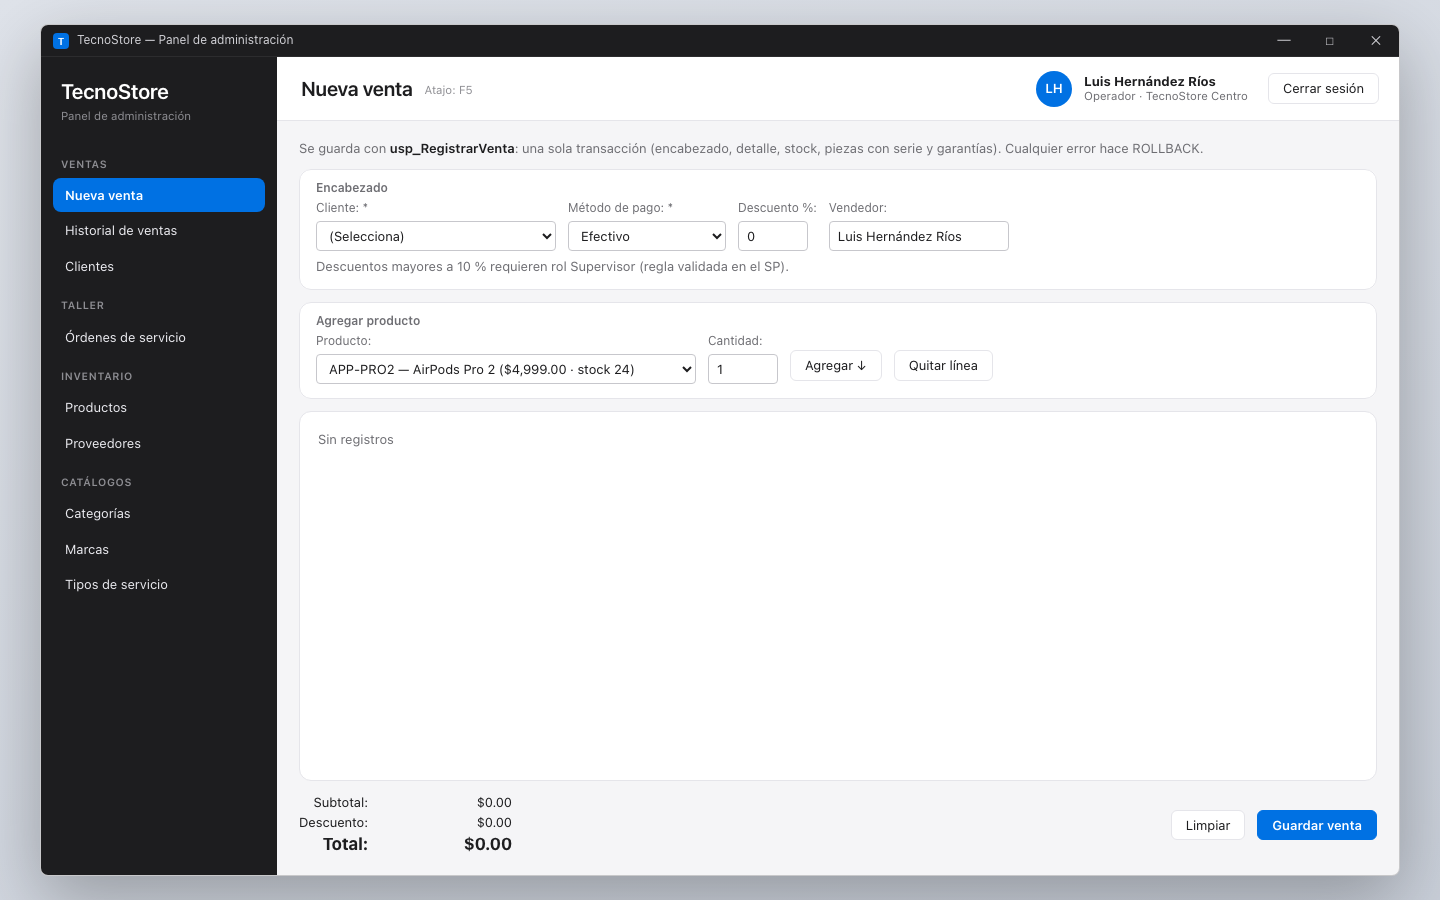 T TecnoStore — Panel de administración
TecnoStore
Panel de administración
VENTAS
Nueva venta
Historial de ventas
Clientes
TALLER
Órdenes de servicio
INVENTARIO
Productos
Proveedores
CATÁLOGOS
Categorías
Marcas
Tipos de servicio
Nueva venta Atajo: F5
LH
Luis Hernández Ríos
Operador · TecnoStore Centro
Cerrar sesión
Se guarda con usp_RegistrarVenta: una sola transacción (encabezado, detalle, stock, piezas con serie y garantías). Cualquier error hace ROLLBACK.
Encabezado
Cliente: * Método de pago: * Descuento %: Vendedor:
(Selecciona) Efectivo 0 Luis Hernández Ríos
Descuentos mayores a 10 % requieren rol Supervisor (regla validada en el SP).
Agregar producto
Producto: Cantidad:
APP-PRO2 — AirPods Pro 2 ($4,999.00 · stock 24) 1 Agregar ↓ Quitar línea
Sin registros
Subtotal: $0.00
Descuento: $0.00
Total: $0.00
Limpiar Guardar venta